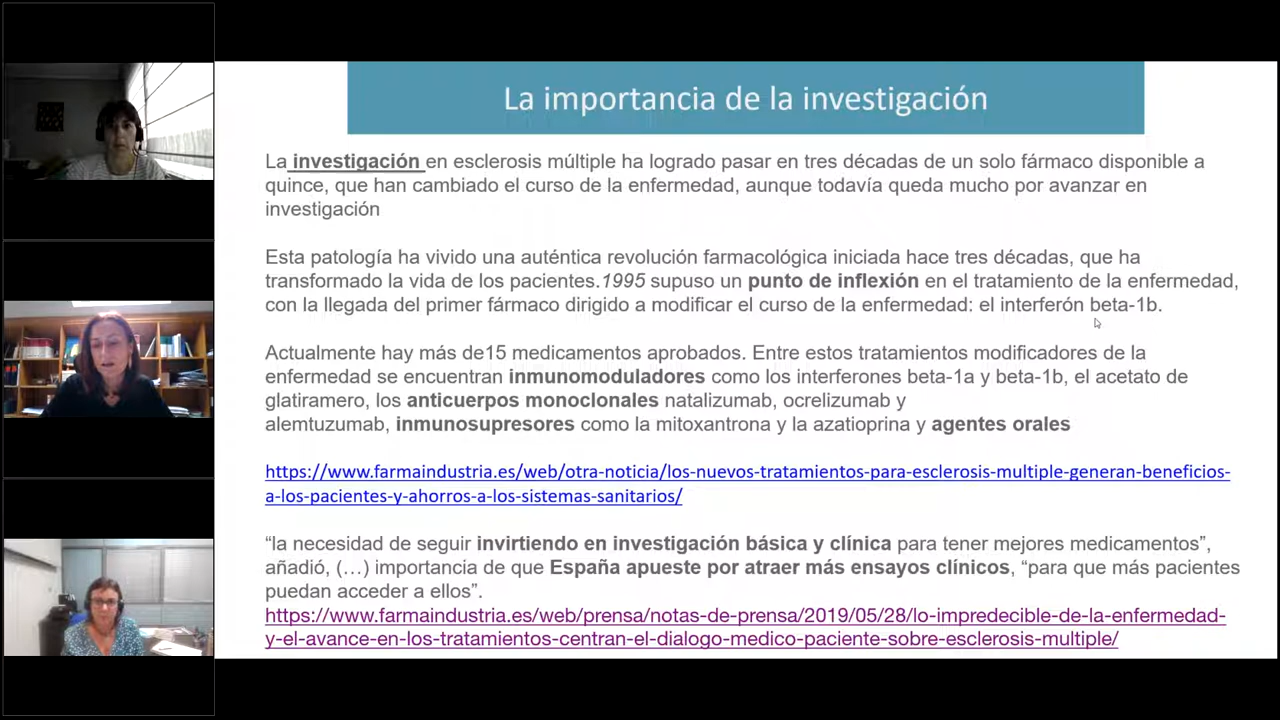 La importancia de la investigación
La investigación en esclerosis múltiple ha logrado pasar en tres décadas de un solo fármaco disponible a
quince, que han cambiado el curso de la enfermedad, aunque todavía queda mucho por avanzar en
investigación
Esta patología ha vivido una auténtica revolución farmacológica iniciada hace tres décadas, que ha
transformado la vida de los pacientes.1995 supuso un punto de inflexión en el tratamiento de la enfermedad,
con la llegada del primer fármaco dirigido a modificar el curso de la enfermedad: el interferón beta-1b.
Actualmente hay más de15 medicamentos aprobados. Entre estos tratamientos modificadores de la
enfermedad se encuentran inmunomoduladores como los interferones beta-1a y beta-1b, el acetato de
glatiramero, los anticuerpos monoclonales natalizumab, ocrelizumab y
alemtuzumab, inmunosupresores como la mitoxantrona y la azatioprina y agentes orales
https://www.farmaindustria.es/web/otra-noticia/los-nuevos-tratamientos-para-esclerosis-multiple-generan-beneficios-
a-los-pacientes-y-ahorros-a-los-sistemas-sanitarios/
“la necesidad de seguir invirtiendo en investigación básica y clínica para tener mejores medicamentos”,
añadió, (…) importancia de que España apueste por atraer más ensayos clínicos, “para que más pacientes
puedan acceder a ellos”.
https://www.farmaindustria.es/web/prensa/notas-de-prensa/2019/05/28/lo-impredecible-de-la-enfermedad-
y-el-avance-en-los-tratamientos-centran-el-dialogo-medico-paciente-sobre-esclerosis-multiple/